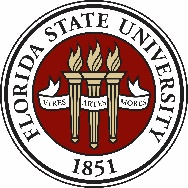 FLORIDA STATE UNIVERSITY
VIRES ARTES MORES
1851